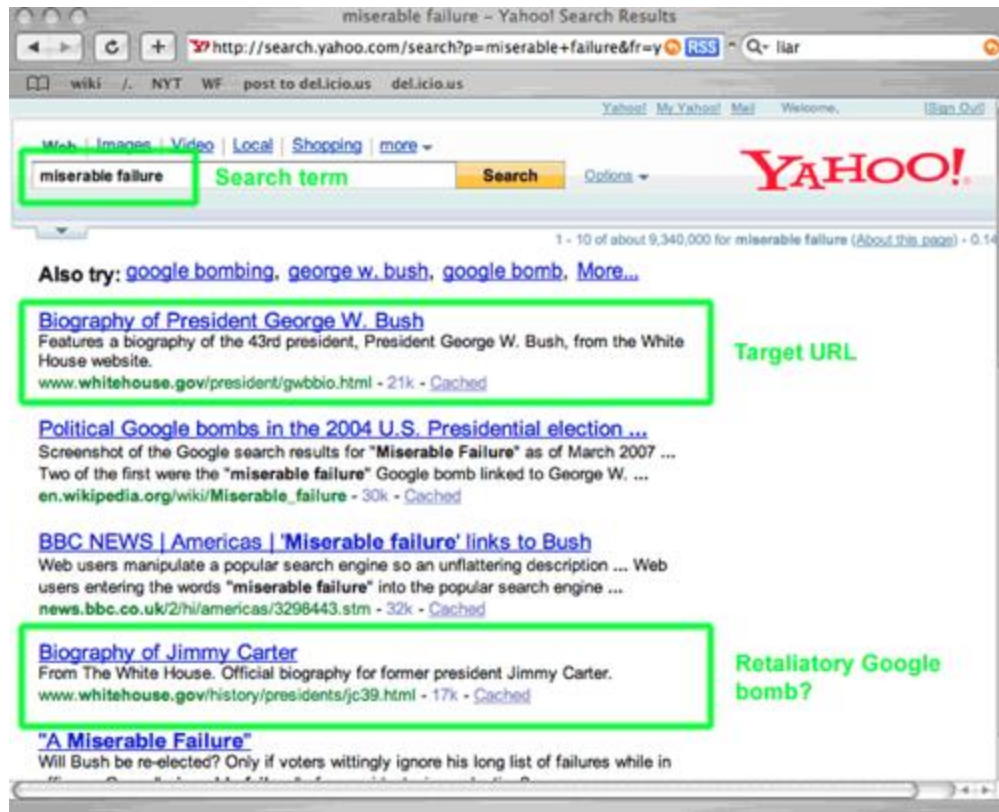 miserable failure – Yahoo! Search Results
http://search.yahoo.com/search?p=miserable+failure&fr=y RSS liar
wiki /. NYT WF post to del.icio.us del.icio.us
Yahoo! My Yahoo! Mail Welcome, [Sign Out]
Web | Images | Video | Local | Shopping | more
miserable failure Search term Search Options YAHOO!
1 - 10 of about 9,340,000 for miserable failure (About this page) - 0.14
Also try: google bombing, george w. bush, google bomb, More...
Biography of President George W. Bush
Features a biography of the 43rd president, President George W. Bush, from the White
House website.
www.whitehouse.gov/president/gwbbio.html - 21k - Cached
Target URL
Political Google bombs in the 2004 U.S. Presidential election ...
Screenshot of the Google search results for "Miserable Failure" as of March 2007 ...
Two of the first were the "miserable failure" Google bomb linked to George W. ...
en.wikipedia.org/wiki/Miserable_failure - 30k - Cached
BBC NEWS | Americas | 'Miserable failure' links to Bush
Web users manipulate a popular search engine so an unflattering description ... Web
users entering the words "miserable failure" into the popular search engine ...
news.bbc.co.uk/2/hi/americas/3298443.stm - 32k - Cached
Biography of Jimmy Carter
From The White House. Official biography for former president Jimmy Carter.
www.whitehouse.gov/history/presidents/jc39.html - 17k - Cached
Retaliatory Google
bomb?
"A Miserable Failure"
Will Bush be re-elected? Only if voters wittingly ignore his long list of failures while in